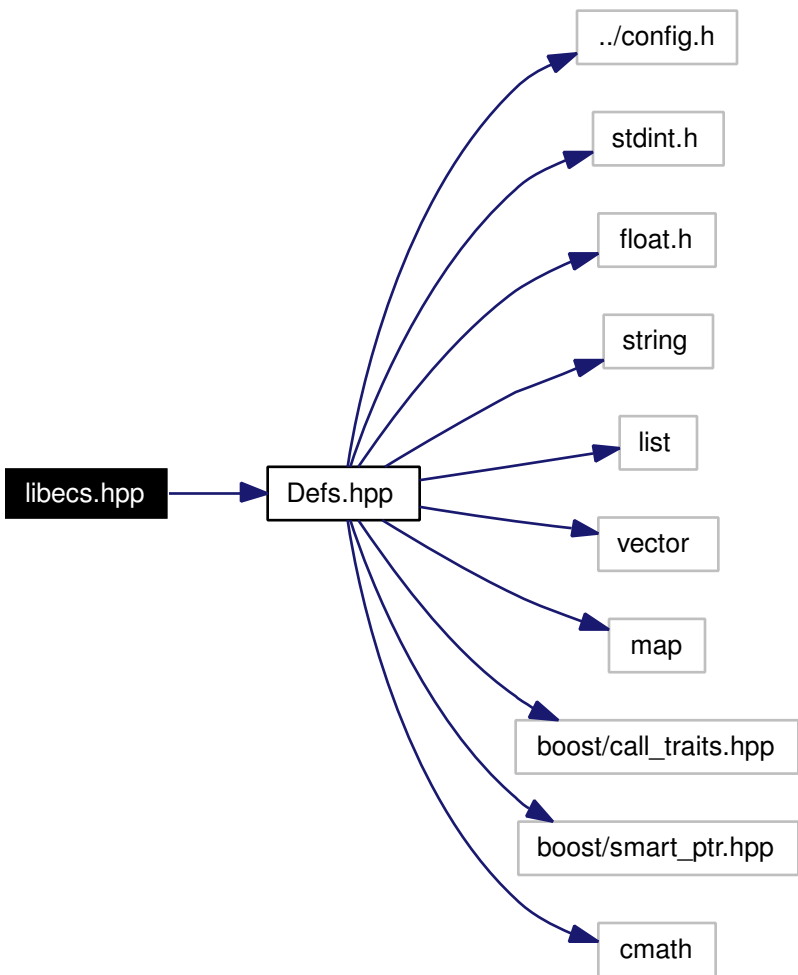 ../config.h
stdint.h
float.h
string
list
libecs.hpp
Defs.hpp
vector
map
boost/call_traits.hpp
boost/smart_ptr.hpp
cmath